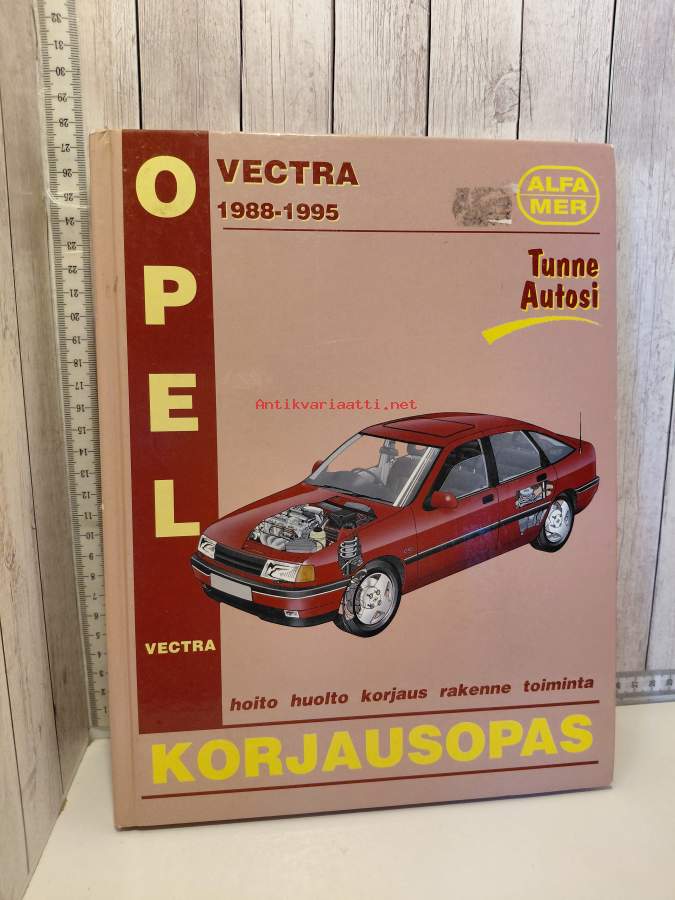 OPEL
VECTRA
1988-1995
ALFA
MER
Tunne
Autosi
Antikvariaatti.net
VECTRA
hoito huolto korjaus rakenne toiminta
KORJAUSOPAS